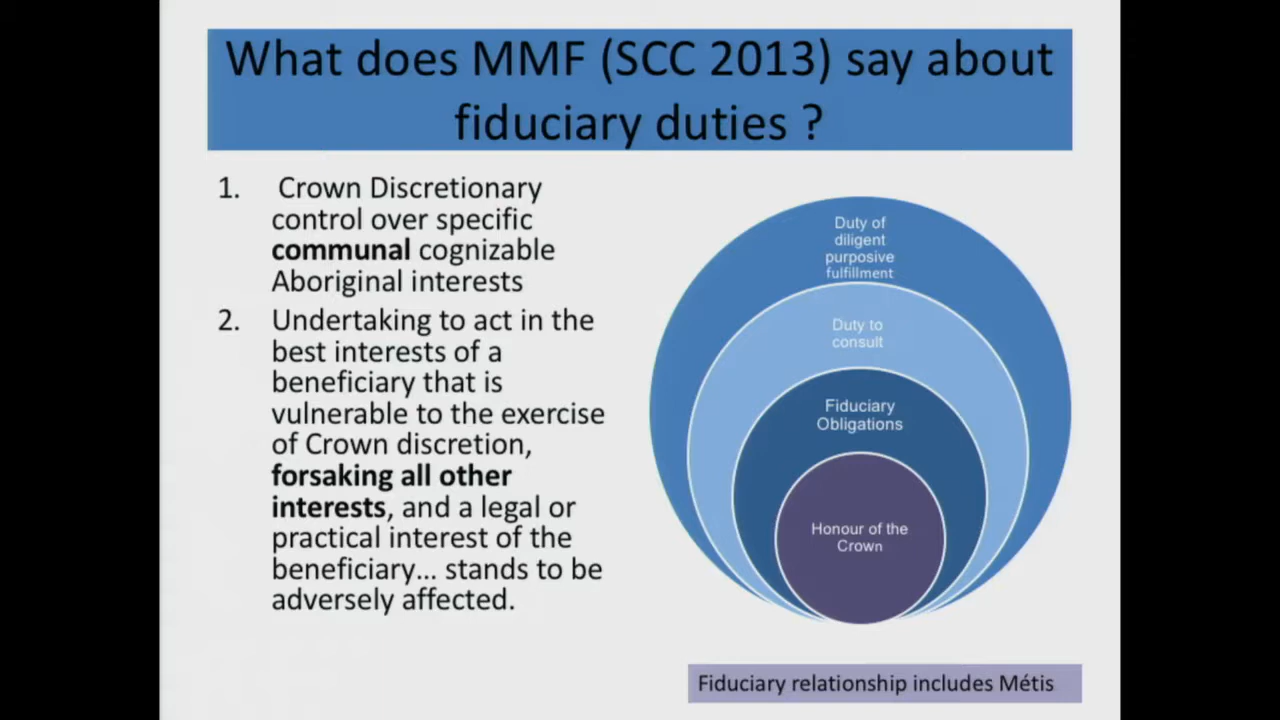 What does MMF (SCC 2013) say about
fiduciary duties ?
1. Crown Discretionary
control over specific
communal cognizable
Aboriginal interests
2. Undertaking to act in the
best interests of a
beneficiary that is
vulnerable to the exercise
of Crown discretion,
forsaking all other
interests, and a legal or
practical interest of the
beneficiary... stands to be
adversely affected.
Duty of
diligent
purposive
fulfillment
Duty to
consult
Fiduciary
Obligations
Honour of the
Crown
Fiduciary relationship includes Métis